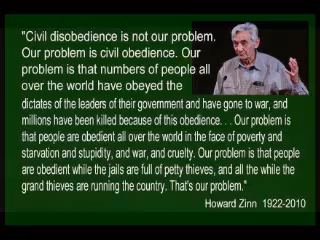 "Civil disobedience is not our problem.
Our problem is civil obedience. Our
problem is that numbers of people all
over the world have obeyed the
dictates of the leaders of their government and have gone to war, and
millions have been killed because of this obedience. . . Our problem is
that people are obedient all over the world in the face of poverty and
starvation and stupidity, and war, and cruelty. Our problem is that people
are obedient while the jails are full of petty thieves, and all the while the
grand thieves are running the country. That's our problem."
Howard Zinn 1922-2010